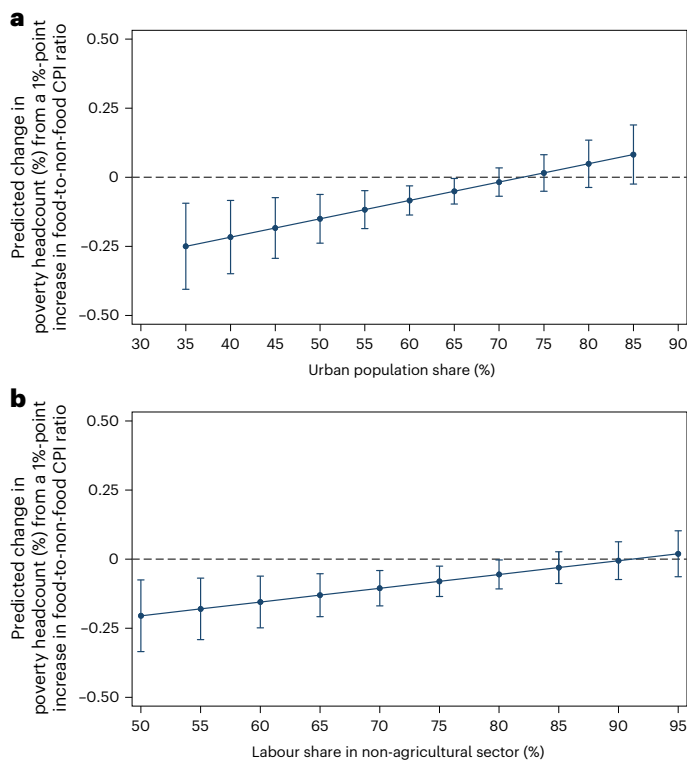 a
Predicted change in
poverty headcount (%) from a 1%-point
increase in food-to-non-food CPI ratio
0.50
0.25
0
–0.25
–0.50
30 35 40 45 50 55 60 65 70 75 80 85 90
Urban population share (%)
b
Predicted change in
poverty headcount (%) from a 1%-point
increase in food-to-non-food CPI ratio
0.50
0.25
0
–0.25
–0.50
50 55 60 65 70 75 80 85 90 95
Labour share in non-agricultural sector (%)